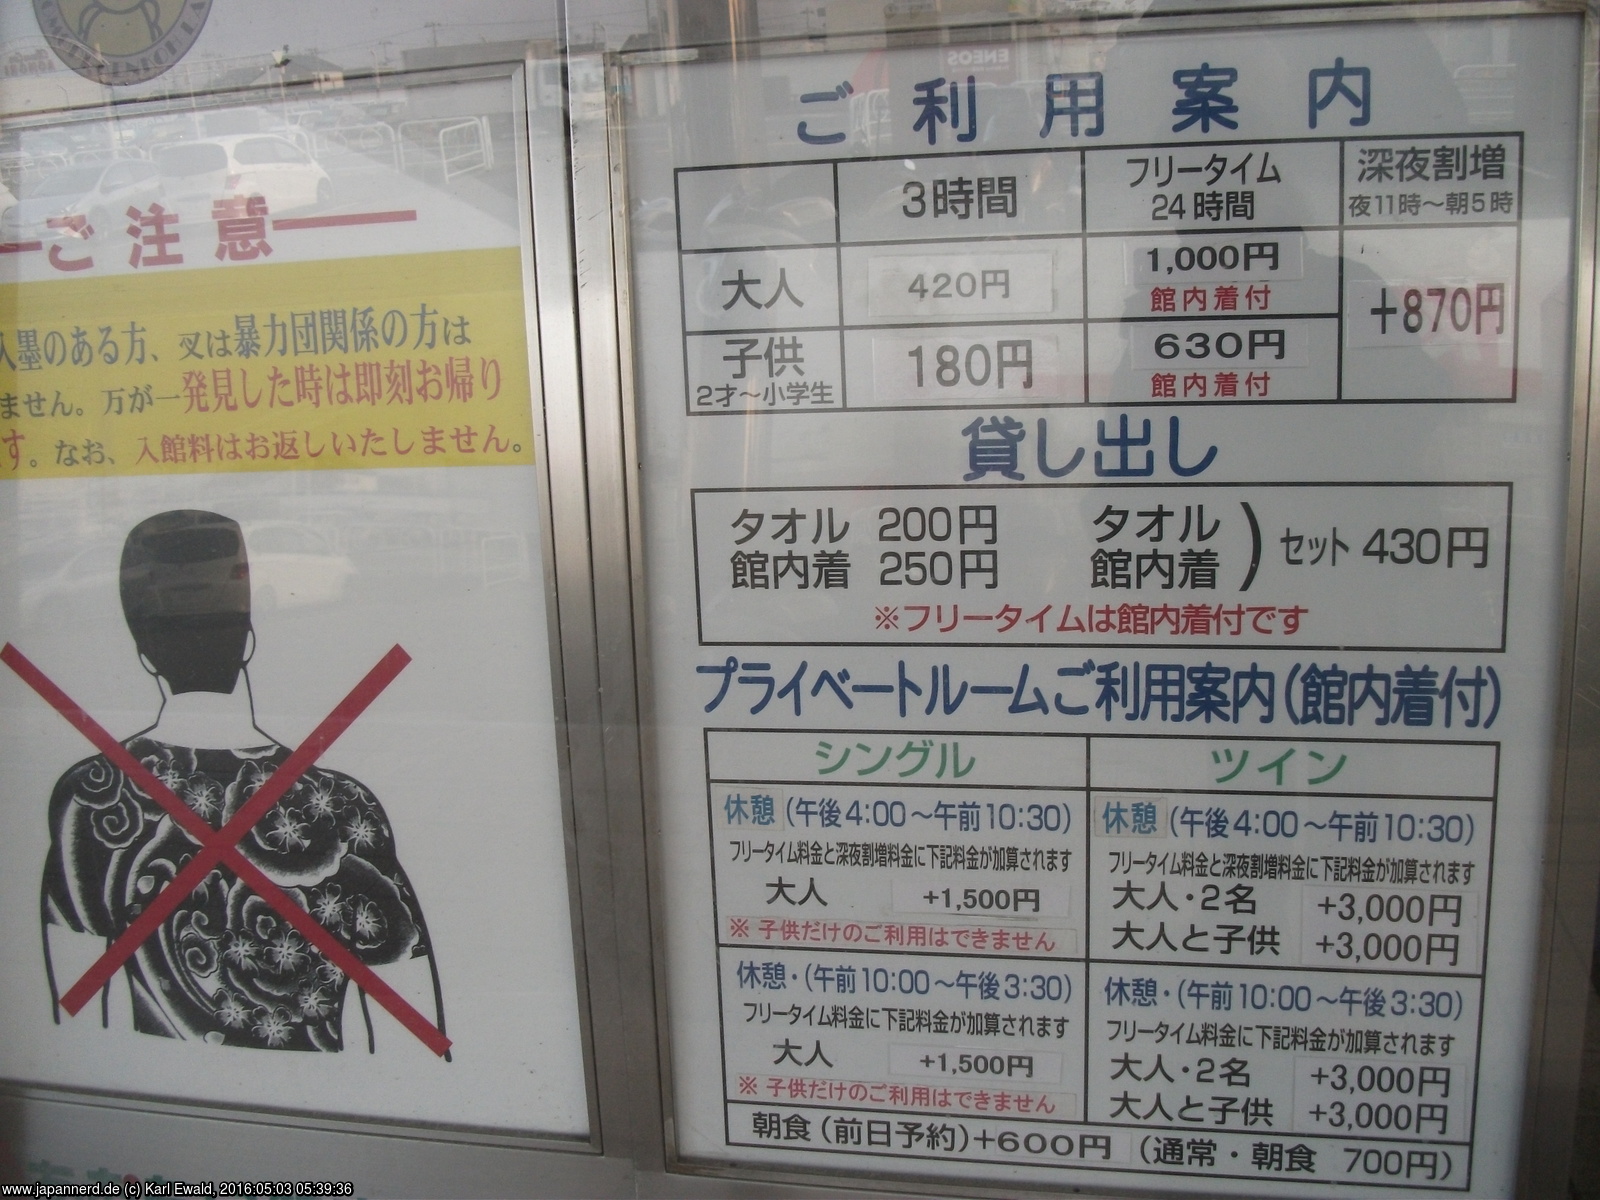 ご注意
入墨のある方、又は暴力団関係の方は
ません。万が一発見した時は即刻お帰り
す。なお、入館料はお返しいたしません。
ENEOS
ご利用案内
3時間 フリータイム 24時間 深夜割増 夜11時～朝5時
大人 420円 1,000円 館内着付 +870円
子供 2才～小学生 180円 630円 館内着付
貸し出し
タオル 200円 タオル
館内着 250円 館内着 ) セット 430円
※フリータイムは館内着付です
プライベートルームご利用案内(館内着付)
シングル
休憩 (午後4:00～午前10:30)
フリータイム料金と深夜割増料金に下記料金が加算されます
大人 +1,500円
※ 子供だけのご利用はできません
休憩・(午前10:00～午後3:30)
フリータイム料金に下記料金が加算されます
大人 +1,500円
※ 子供だけのご利用はできません
ツイン
休憩 (午後4:00～午前10:30)
フリータイム料金と深夜割増料金に下記料金が加算されます
大人・2名 +3,000円
大人と子供 +3,000円
休憩・(午前10:00～午後3:30)
フリータイム料金に下記料金が加算されます
大人・2名 +3,000円
大人と子供 +3,000円
朝食(前日予約)+600円 (通常・朝食 700円)
www.japannerd.de (c) Karl Ewald, 2016:05:03 05:39:36